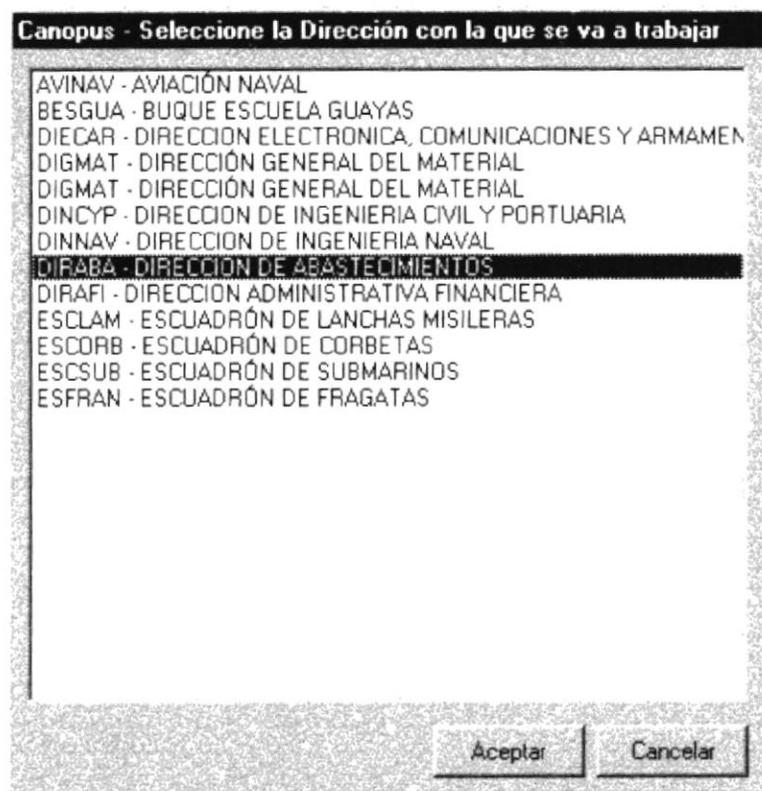 Canopus - Seleccione la Dirección con la que se va a trabajar
AVINAV - AVIACIÓN NAVAL
BESGUA - BUQUE ESCUELA GUAYAS
DIECAR - DIRECCION ELECTRONICA, COMUNICACIONES Y ARMAMEN
DIGMAT - DIRECCIÓN GENERAL DEL MATERIAL
DIGMAT - DIRECCIÓN GENERAL DEL MATERIAL
DINCYP - DIRECCION DE INGENIERIA CIVIL Y PORTUARIA
DINNAV - DIRECCION DE INGENIERIA NAVAL
DIRABA - DIRECCION DE ABASTECIMIENTOS
DIRAFI - DIRECCION ADMINISTRATIVA FINANCIERA
ESCLAM - ESCUADRÓN DE LANCHAS MISILERAS
ESCORB - ESCUADRÓN DE CORBETAS
ESCSUB - ESCUADRÓN DE SUBMARINOS
ESFRAN - ESCUADRÓN DE FRAGATAS
Aceptar Cancelar